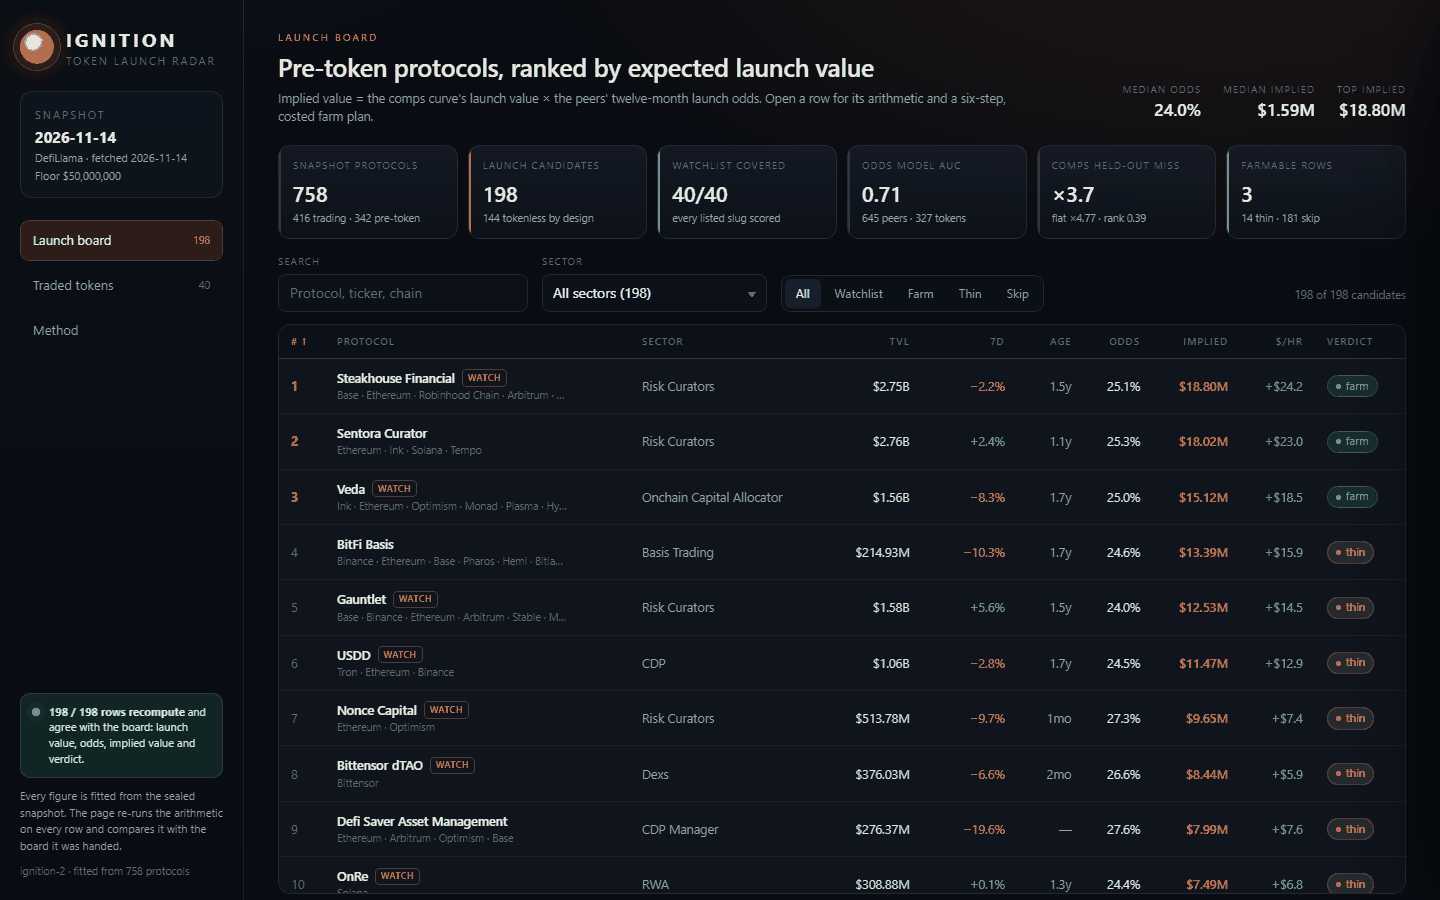 IGNITION
TOKEN LAUNCH RADAR
SNAPSHOT
2026-11-14
DefiLlama · fetched 2026-11-14
Floor $50,000,000
Launch board 198
Traded tokens 40
Method
198 / 198 rows recompute and
agree with the board: launch
value, odds, implied value and
verdict.
Every figure is fitted from the sealed
snapshot. The page re-runs the arithmetic
on every row and compares it with the
board it was handed.
ignition-2 · fitted from 758 protocols
LAUNCH BOARD
Pre-token protocols, ranked by expected launch value
Implied value = the comps curve's launch value × the peers' twelve-month launch odds. Open a row for its arithmetic and a six-step,
costed farm plan.
MEDIAN ODDS MEDIAN IMPLIED TOP IMPLIED
24.0% $1.59M $18.80M
SNAPSHOT PROTOCOLS
758
416 trading · 342 pre-token
LAUNCH CANDIDATES
198
144 tokenless by design
WATCHLIST COVERED
40/40
every listed slug scored
ODDS MODEL AUC
0.71
645 peers · 327 tokens
COMPS HELD-OUT MISS
×3.7
flat ×4.77 · rank 0.39
FARMABLE ROWS
3
14 thin · 181 skip
SEARCH SECTOR
Protocol, ticker, chain All sectors (198) All Watchlist Farm Thin Skip 198 of 198 candidates
# ↑ PROTOCOL SECTOR TVL 7D AGE ODDS IMPLIED $/HR VERDICT
1 Steakhouse Financial WATCH Risk Curators $2.75B −2.2% 1.5y 25.1% $18.80M +$24.2 farm
Base · Ethereum · Robinhood Chain · Arbitrum · ...
2 Sentora Curator Risk Curators $2.76B +2.4% 1.1y 25.3% $18.02M +$23.0 farm
Ethereum · Ink · Solana · Tempo
3 Veda WATCH Onchain Capital Allocator $1.56B −8.3% 1.7y 25.0% $15.12M +$18.5 farm
Ink · Ethereum · Optimism · Monad · Plasma · Hy...
4 BitFi Basis Basis Trading $214.93M −10.3% 1.7y 24.6% $13.39M +$15.9 thin
Binance · Ethereum · Base · Pharos · Hemi · Bitla...
5 Gauntlet WATCH Risk Curators $1.58B +5.6% 1.5y 24.0% $12.53M +$14.5 thin
Base · Binance · Ethereum · Arbitrum · Stable · M...
6 USDD WATCH CDP $1.06B −2.8% 1.7y 24.5% $11.47M +$12.9 thin
Tron · Ethereum · Binance
7 Nonce Capital WATCH Risk Curators $513.78M −9.7% 1mo 27.3% $9.65M +$7.4 thin
Ethereum · Optimism
8 Bittensor dTAO WATCH Dexs $376.03M −6.6% 2mo 26.6% $8.44M +$5.9 thin
Bittensor
9 Defi Saver Asset Management CDP Manager $276.37M −19.6% — 27.6% $7.99M +$7.6 thin
Ethereum · Arbitrum · Optimism · Base
10 OnRe WATCH RWA $308.88M +0.1% 1.3y 24.4% $7.49M +$6.8 thin
Solana